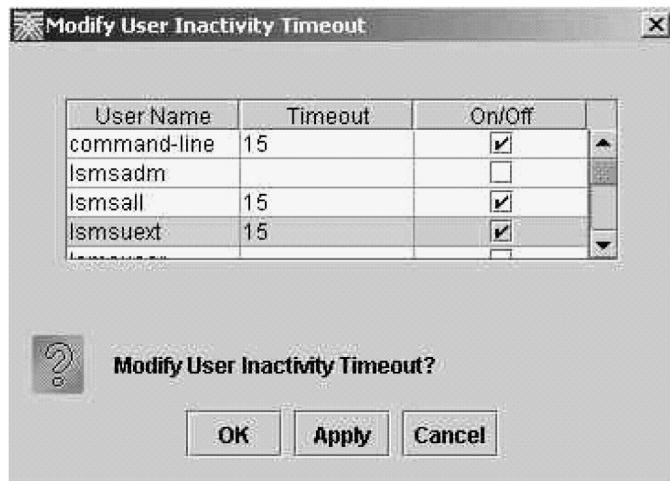 Modify User Inactivity Timeout
User Name Timeout On/Off
command-line 15
lsmsadm
lsmsall 15
lsmsuext 15
Modify User Inactivity Timeout?
OK Apply Cancel